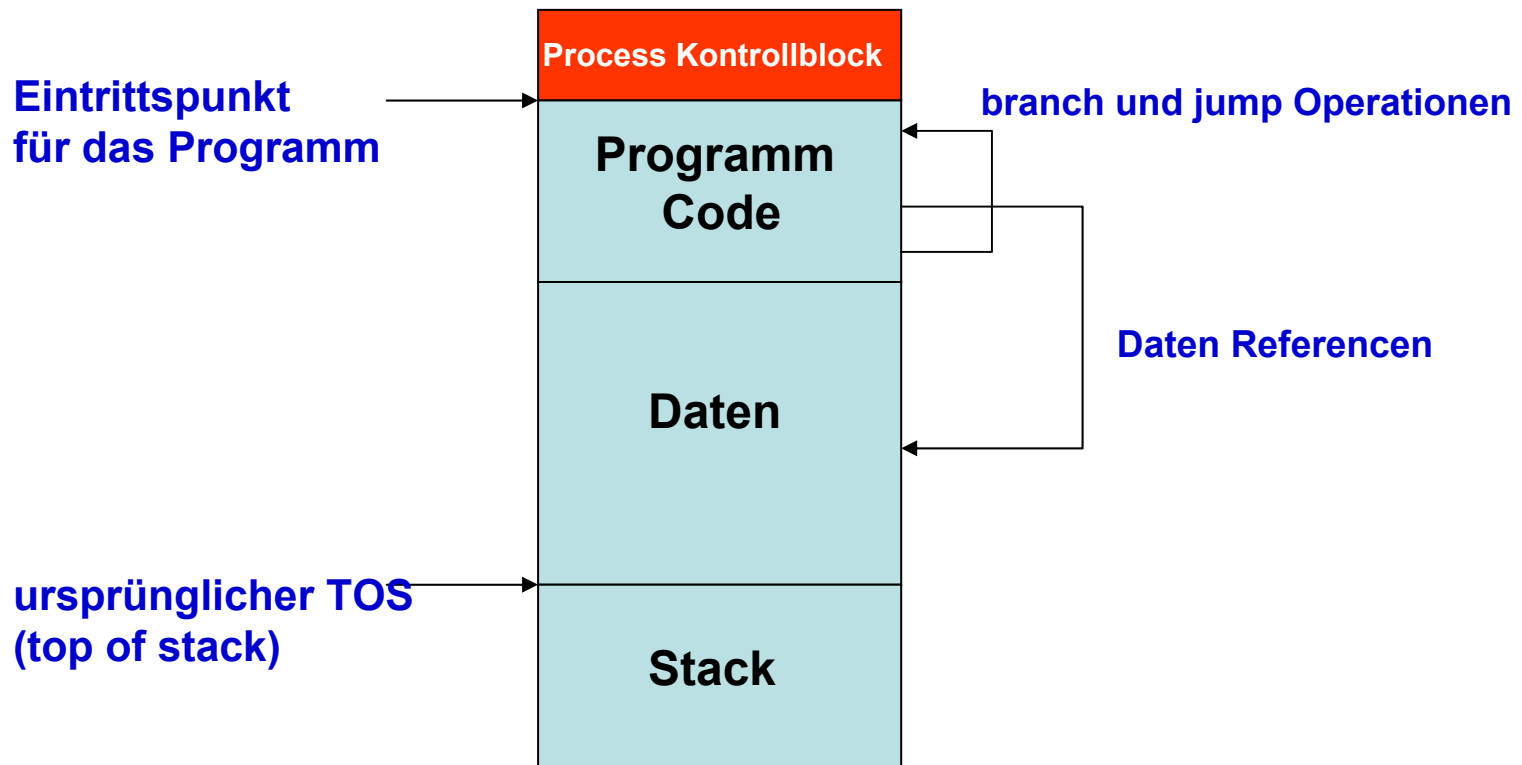 Process Kontrollblock
Eintrittspunkt
für das Programm
branch und jump Operationen
Programm
Code
Daten Referencen
Daten
ursprünglicher TOS
(top of stack)
Stack